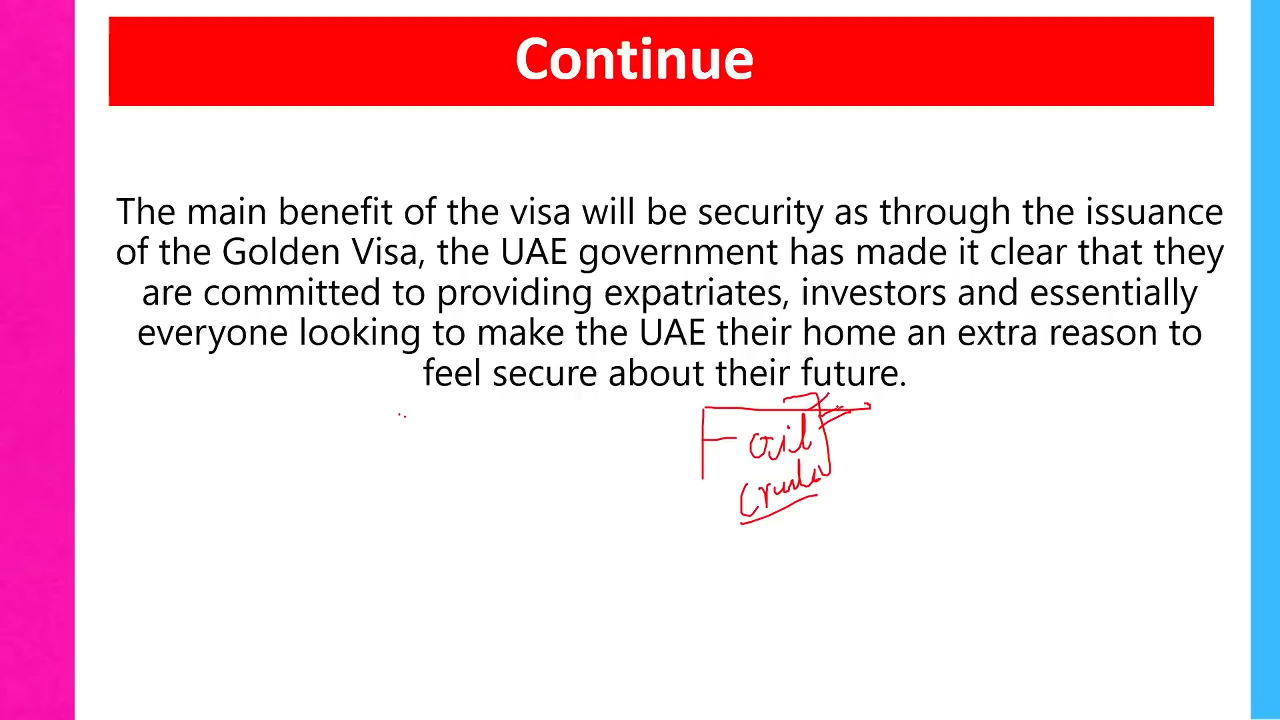 Continue
The main benefit of the visa will be security as through the issuance
of the Golden Visa, the UAE government has made it clear that they
are committed to providing expatriates, investors and essentially
everyone looking to make the UAE their home an extra reason to
feel secure about their future.
oil